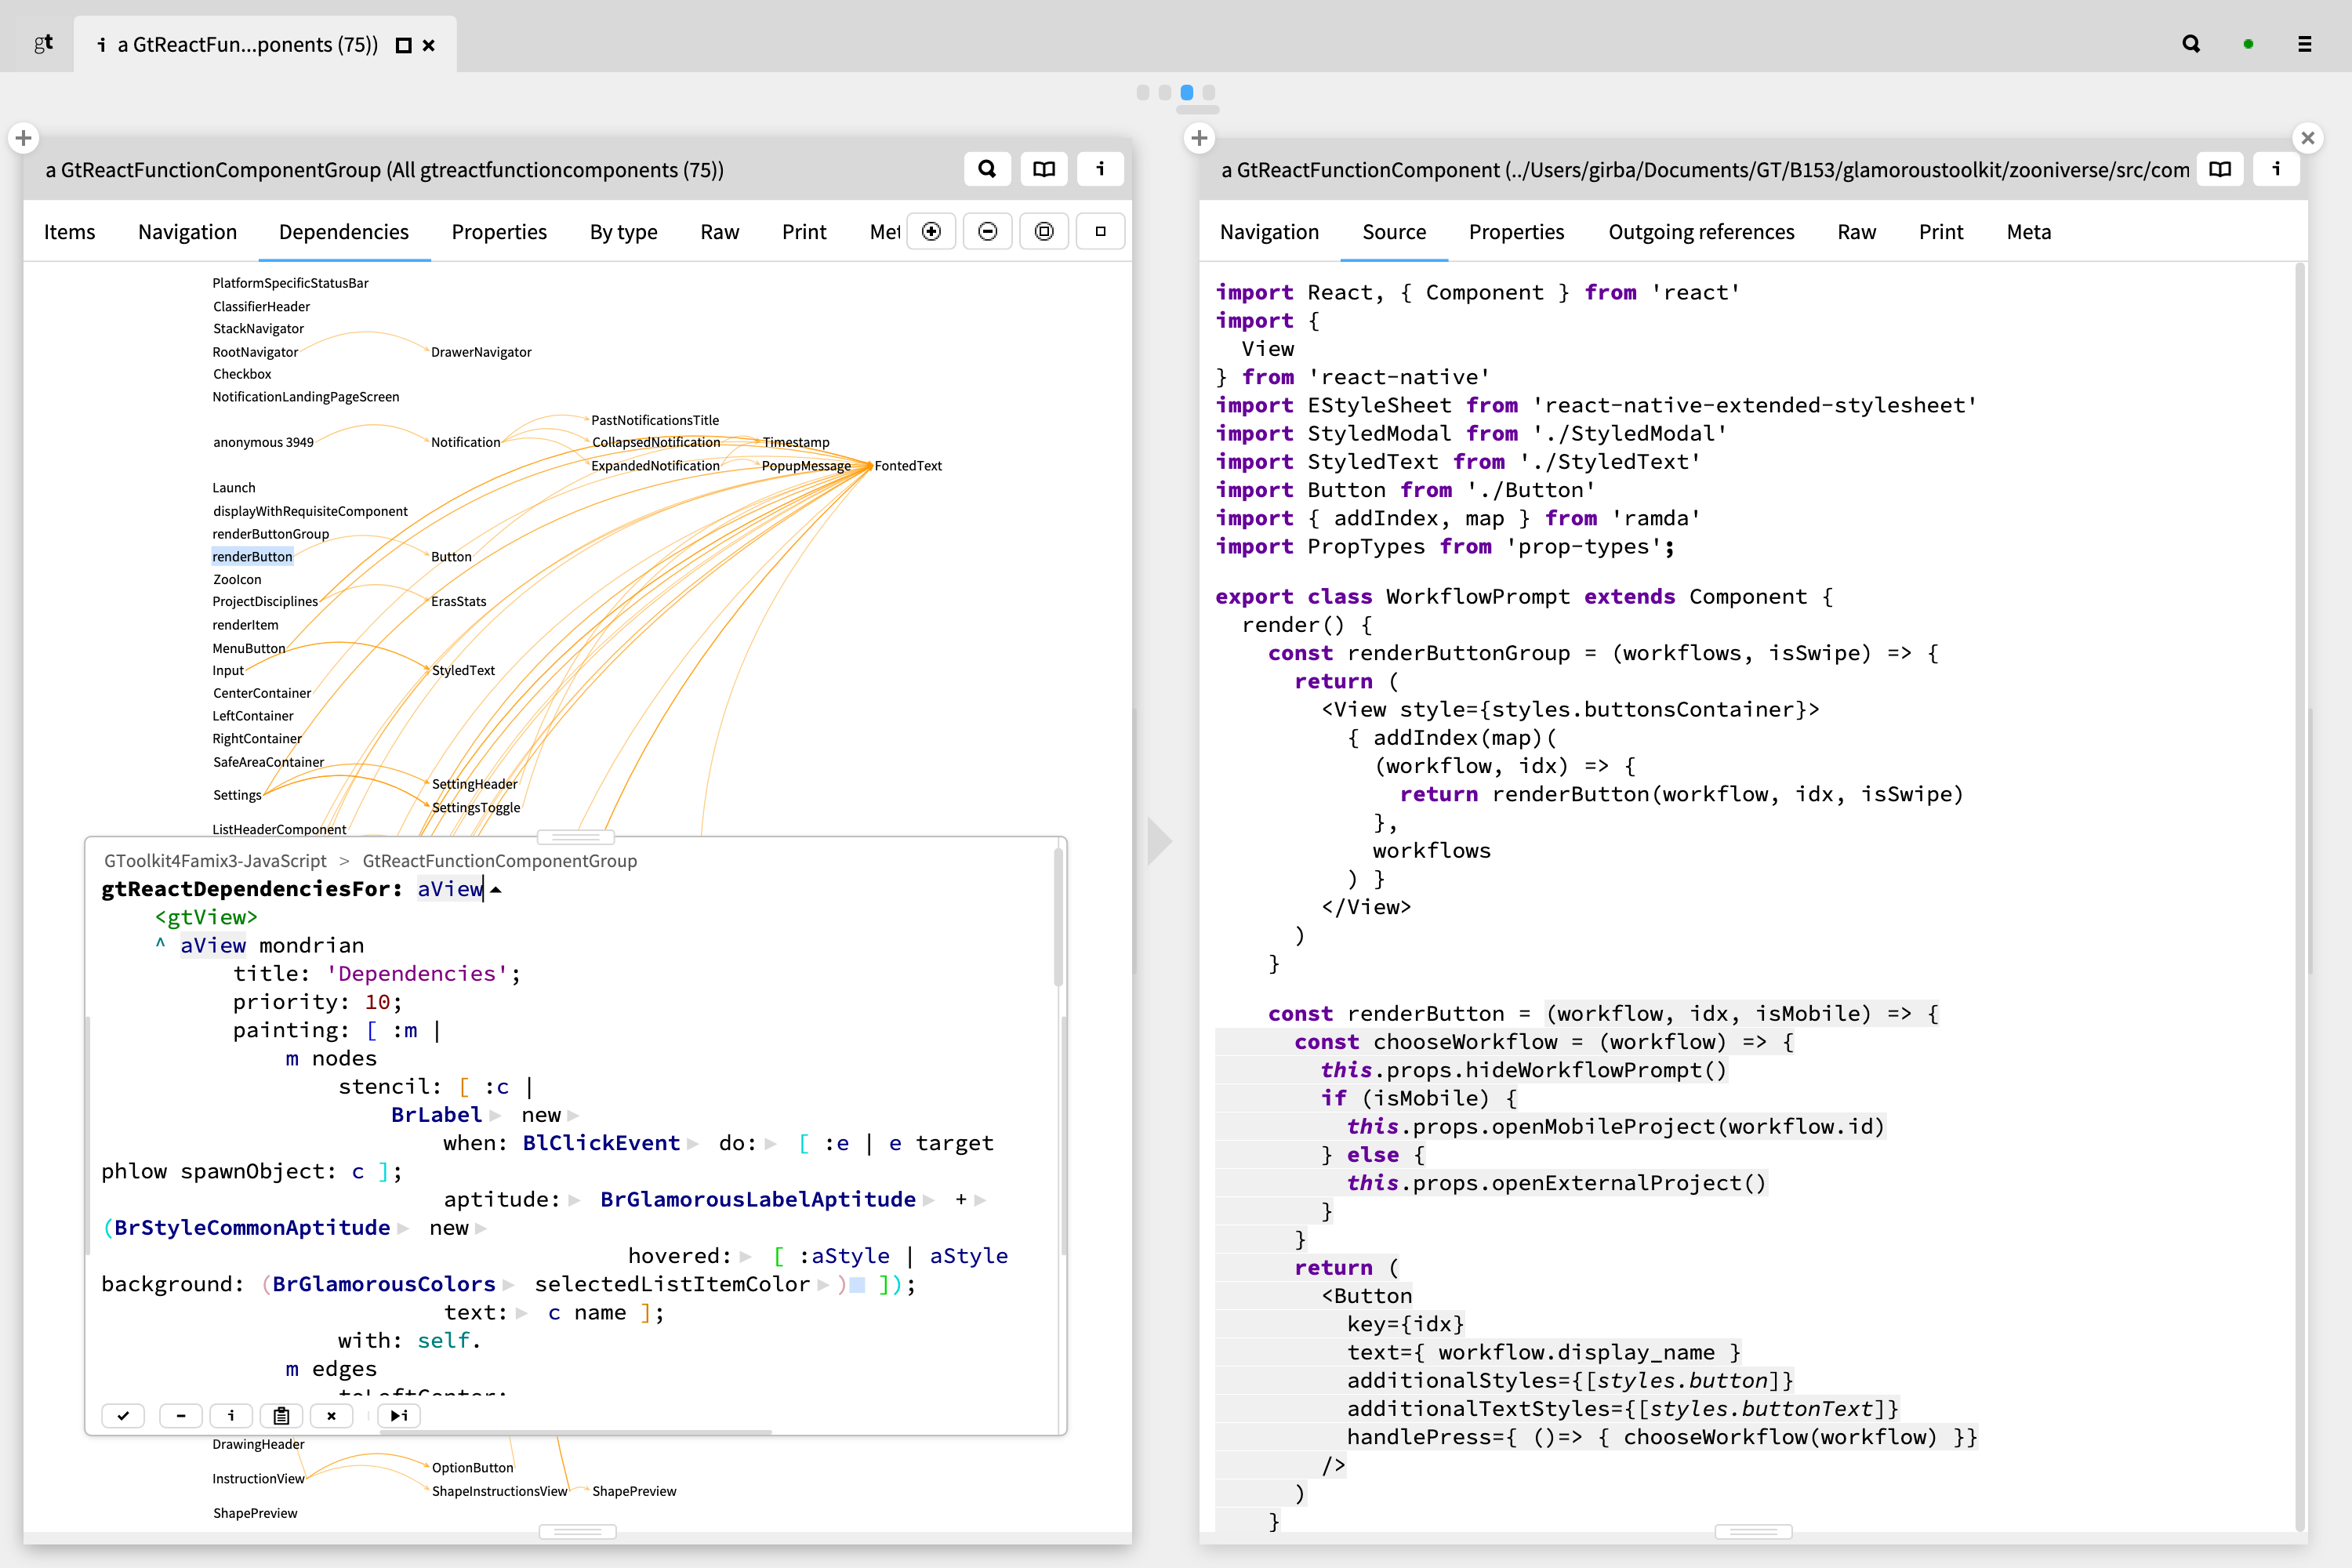 gt
i a GtReactFun...ponents (75))
a GtReactFunctionComponentGroup (All gtreactfunctioncomponents (75))
i
Items Navigation Dependencies Properties By type Raw Print Met
PlatformSpecificStatusBar
ClassifierHeader
StackNavigator
RootNavigator DrawerNavigator
Checkbox
NotificationLandingPageScreen
PastNotificationsTitle
anonymous 3949 Notification CollapsedNotification Timestamp
ExpandedNotification PopupMessage FontedText
Launch
displayWithRequisiteComponent
renderButtonGroup
renderButton Button
ZooIcon
ProjectDisciplines ErasStats
renderItem
MenuButton
Input StyledText
CenterContainer
LeftContainer
RightContainer
SafeAreaContainer
SettingHeader
Settings
SettingsToggle
ListHeaderComponent
GToolkit4Famix3-JavaScript > GtReactFunctionComponentGroup
gtReactDependenciesFor: aView
<gtView>
^ aView mondrian
title: 'Dependencies';
priority: 10;
painting: [ :m |
m nodes
stencil: [ :c |
BrLabel new
when: BlClickEvent do: [ :e | e target
phlow spawnObject: c ];
aptitude: BrGlamorousLabelAptitude +
(BrStyleCommonAptitude new
hovered: [ :aStyle | aStyle
background: (BrGlamorousColors selectedListItemColor ) ]);
text: c name ];
with: self.
m edges
toLeftCenter:
i i
DrawingHeader
OptionButton
InstructionView
ShapeInstructionsView ShapePreview
ShapePreview
a GtReactFunctionComponent (../Users/girba/Documents/GT/B153/glamoroustoolkit/zooniverse/src/com
i
Navigation Source Properties Outgoing references Raw Print Meta
import React, { Component } from 'react'
import {
View
} from 'react-native'
import EStyleSheet from 'react-native-extended-stylesheet'
import StyledModal from './StyledModal'
import StyledText from './StyledText'
import Button from './Button'
import { addIndex, map } from 'ramda'
import PropTypes from 'prop-types';
export class WorkflowPrompt extends Component {
render() {
const renderButtonGroup = (workflows, isSwipe) => {
return (
<View style={styles.buttonsContainer}>
{ addIndex(map)(
(workflow, idx) => {
return renderButton(workflow, idx, isSwipe)
},
workflows
) }
</View>
)
}
const renderButton = (workflow, idx, isMobile) => {
const chooseWorkflow = (workflow) => {
this.props.hideWorkflowPrompt()
if (isMobile) {
this.props.openMobileProject(workflow.id)
} else {
this.props.openExternalProject()
}
}
return (
<Button
key={idx}
text={ workflow.display_name }
additionalStyles={[styles.button]}
additionalTextStyles={[styles.buttonText]}
handlePress={ ()=> { chooseWorkflow(workflow) }}
/>
)
}